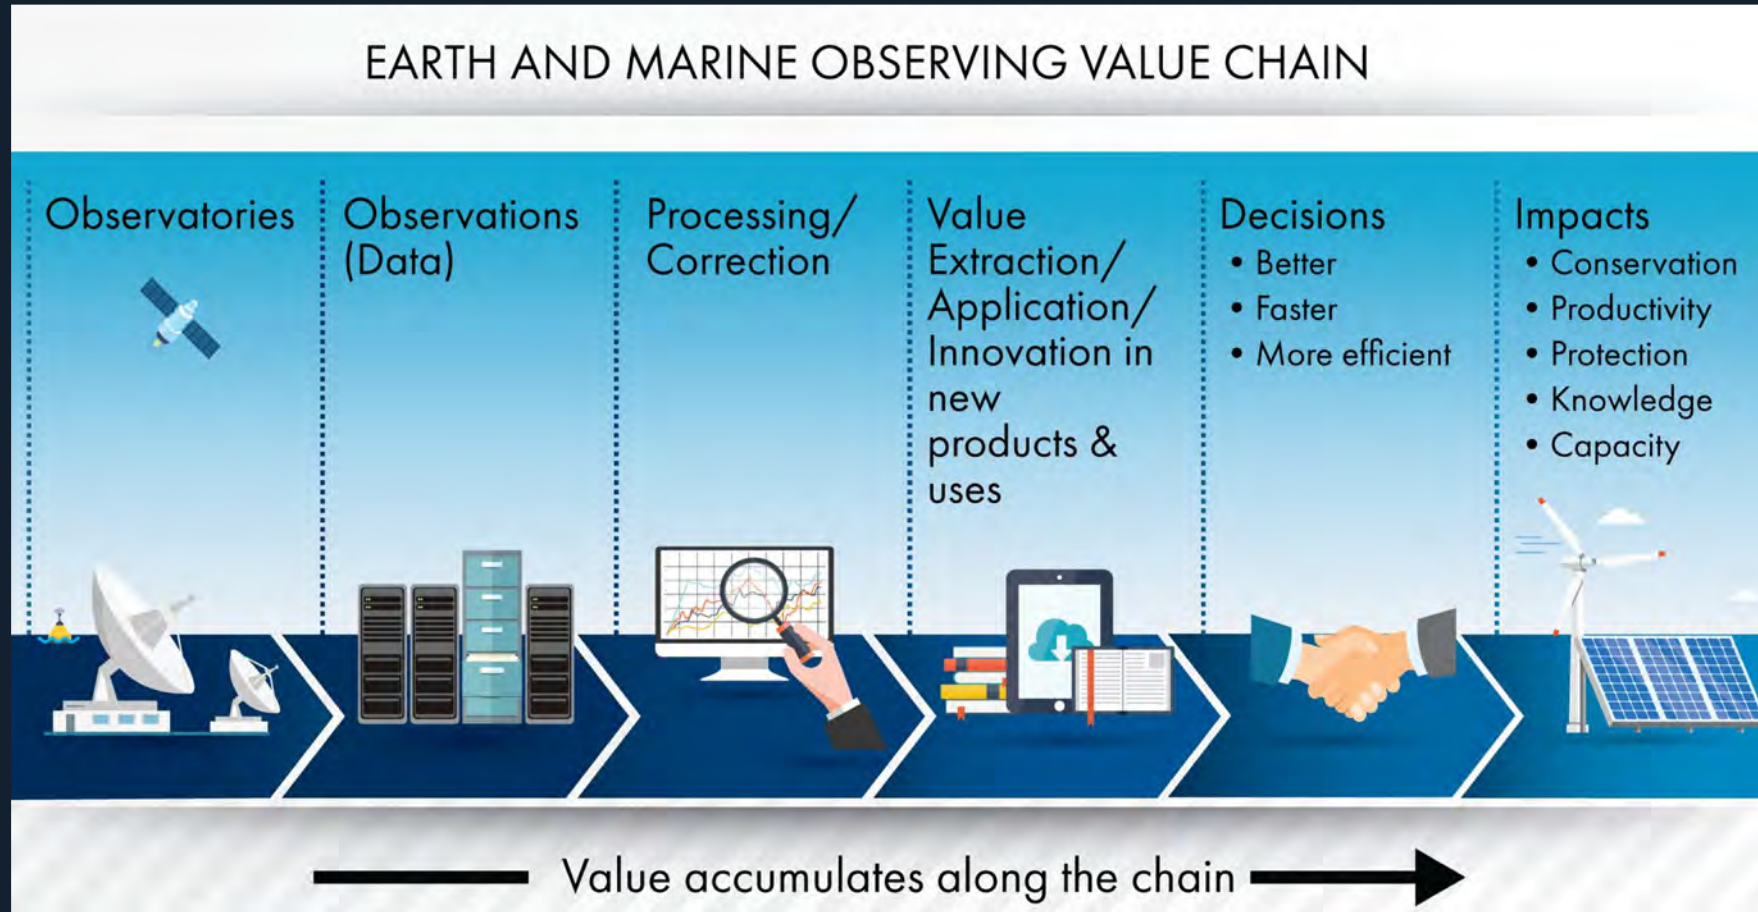 EARTH AND MARINE OBSERVING VALUE CHAIN
Observatories
Observations
(Data)
Processing/
Correction
Value
Extraction/
Application/
Innovation in
new
products &
uses
Decisions
• Better
• Faster
• More efficient
Impacts
• Conservation
• Productivity
• Protection
• Knowledge
• Capacity
Value accumulates along the chain